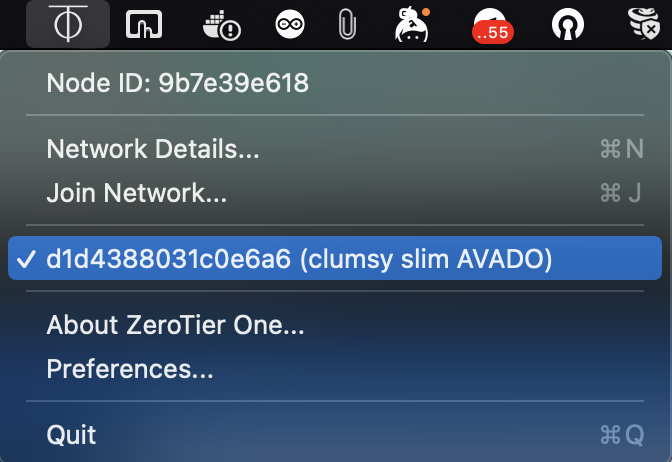 ..55
Node ID: 9b7e39e618
Network Details...
⌘ N
Join Network...
⌘ J
✓ d1d4388031c0e6a6 (clumsy slim AVADO)
About ZeroTier One...
Preferences...
Quit
⌘ Q